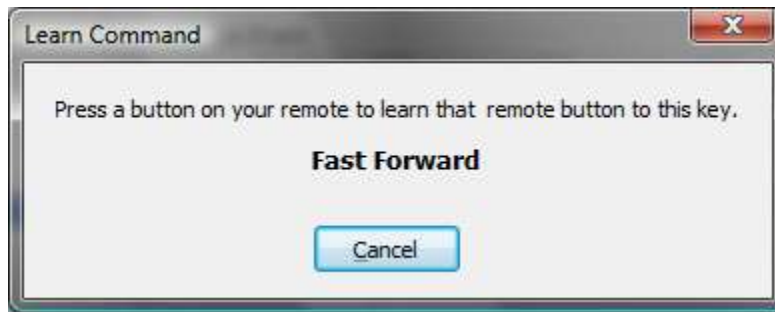 Learn Command
Press a button on your remote to learn that  remote button to this key.
Fast Forward
Cancel